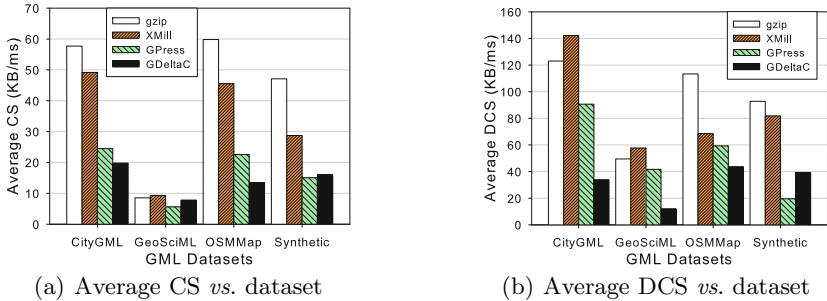 70
60
50
40
30
20
10
0
Average CS (KB/ms)
gzip
XMill
GPress
GDeltaC
CityGML GeoSciML OSMMap Synthetic
GML Datasets
(a) Average CS vs. dataset
160
140
120
100
80
60
40
20
0
Average DCS (KB/ms)
gzip
XMill
GPress
GDeltaC
CityGML GeoSciML OSMMap Synthetic
GML Datasets
(b) Average DCS vs. dataset